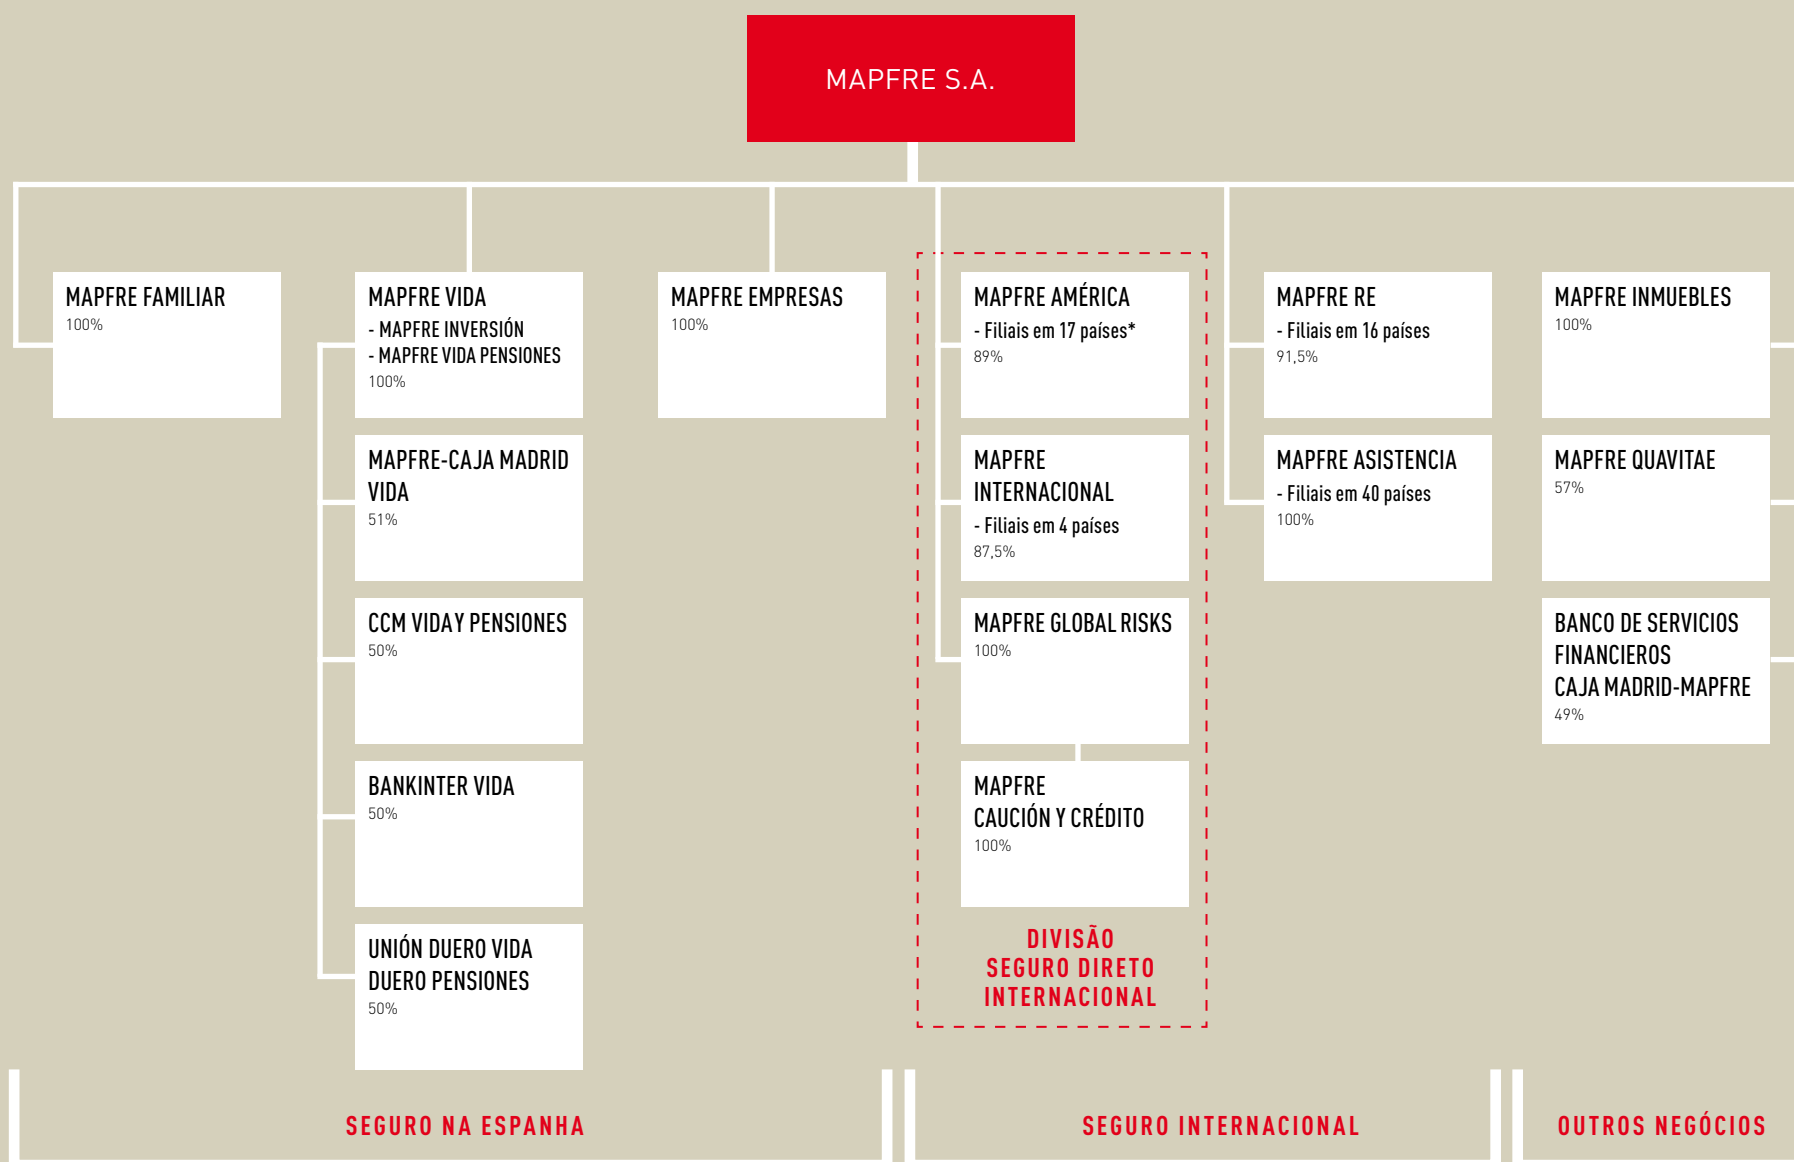 MAPFRE S.A.
MAPFRE FAMILIAR
100%
MAPFRE VIDA
- MAPFRE INVERSIÓN
- MAPFRE VIDA PENSIONES
100%
MAPFRE-CAJA MADRID
VIDA
51%
CCM VIDA Y PENSIONES
50%
BANKINTER VIDA
50%
UNIÓN DUERO VIDA
DUERO PENSIONES
50%
MAPFRE EMPRESAS
100%
MAPFRE AMÉRICA
- Filiais em 17 países*
89%
MAPFRE
INTERNACIONAL
- Filiais em 4 países
87,5%
MAPFRE GLOBAL RISKS
100%
MAPFRE
CAUCIÓN Y CRÉDITO
100%
DIVISÃO
SEGURO DIRETO
INTERNACIONAL
MAPFRE RE
- Filiais em 16 países
91,5%
MAPFRE ASISTENCIA
- Filiais em 40 países
100%
MAPFRE INMUEBLES
100%
MAPFRE QUAVITAE
57%
BANCO DE SERVICIOS
FINANCIEROS
CAJA MADRID-MAPFRE
49%
SEGURO NA ESPANHA
SEGURO INTERNACIONAL
OUTROS NEGÓCIOS